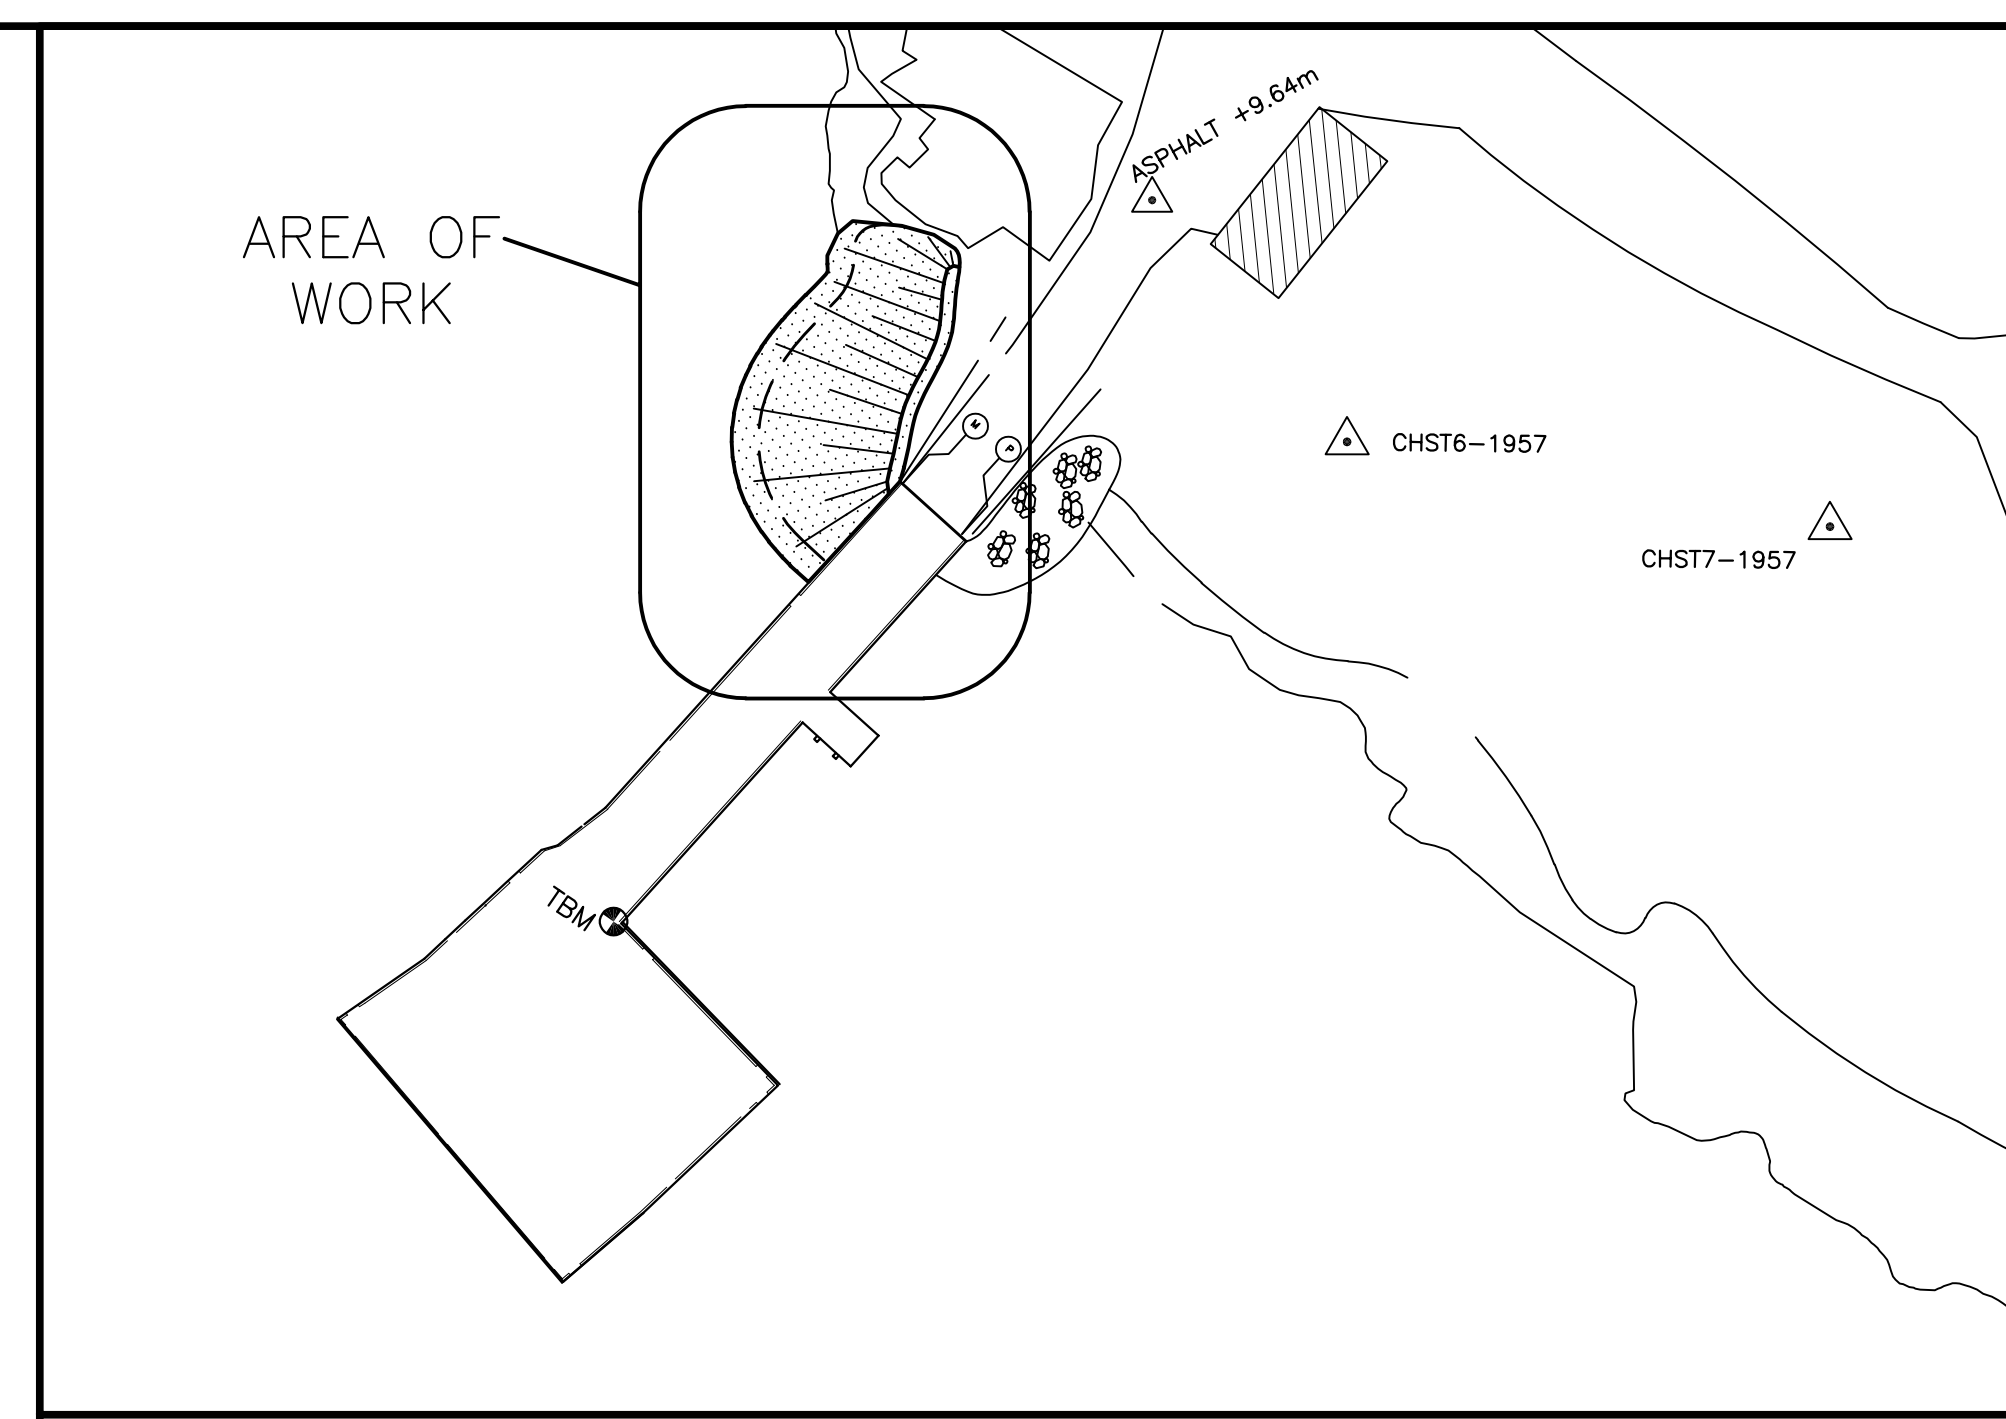 ASPHALT +9.64m
AREA OF
WORK
M
P
CHST6-1957
CHST7-1957
TBM